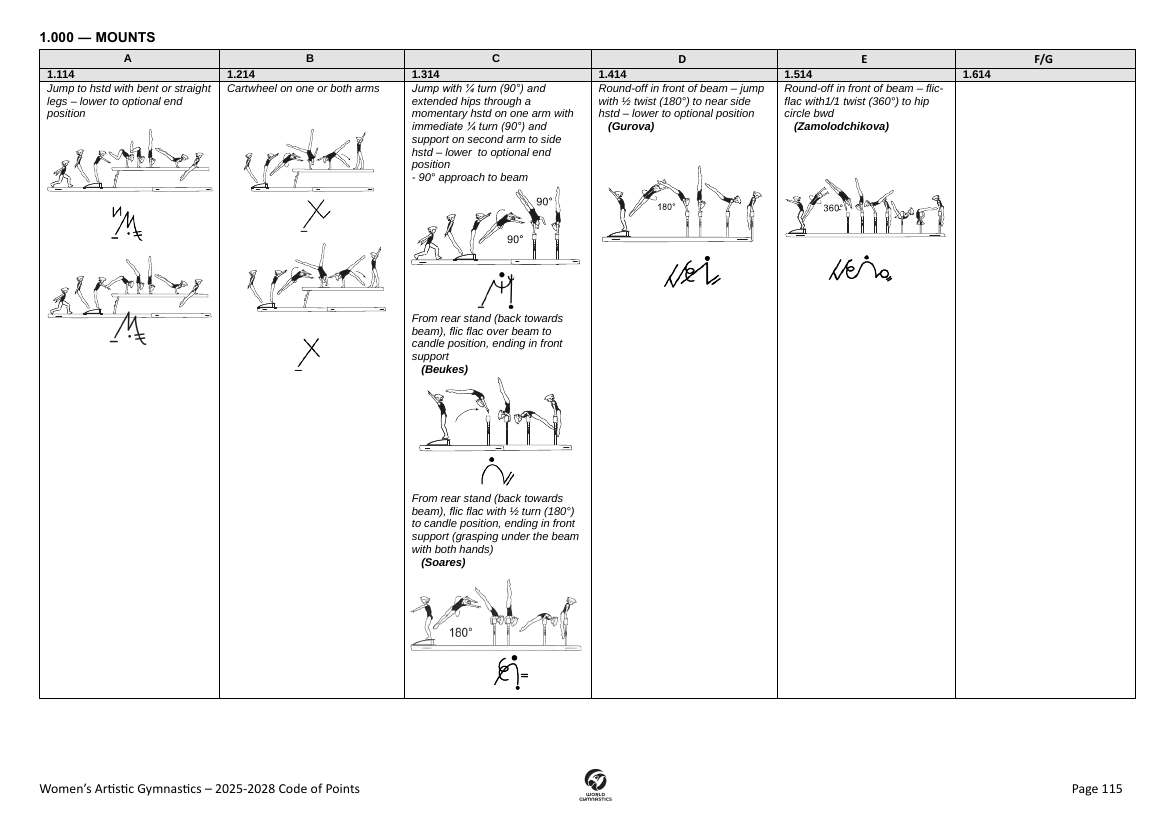 1.000 — MOUNTS
A B C D E F/G
1.114 1.214 1.314 1.414 1.514 1.614
Jump to hstd with bent or straight
legs – lower to optional end
position
Cartwheel on one or both arms
Jump with ¼ turn (90°) and
extended hips through a
momentary hstd on one arm with
immediate ¼ turn (90°) and
support on second arm to side
hstd – lower to optional end
position
- 90° approach to beam
90°
90°
From rear stand (back towards
beam), flic flac over beam to
candle position, ending in front
support
(Beukes)
From rear stand (back towards
beam), flic flac with ½ turn (180°)
to candle position, ending in front
support (grasping under the beam
with both hands)
(Soares)
180°
Round-off in front of beam – jump
with ½ twist (180°) to near side
hstd – lower to optional position
(Gurova)
180°
Round-off in front of beam – flic-
flac with1/1 twist (360°) to hip
circle bwd
(Zamolodchikova)
360°
Women's Artistic Gymnastics – 2025-2028 Code of Points
WORLD
GYMNASTICS
Page 115